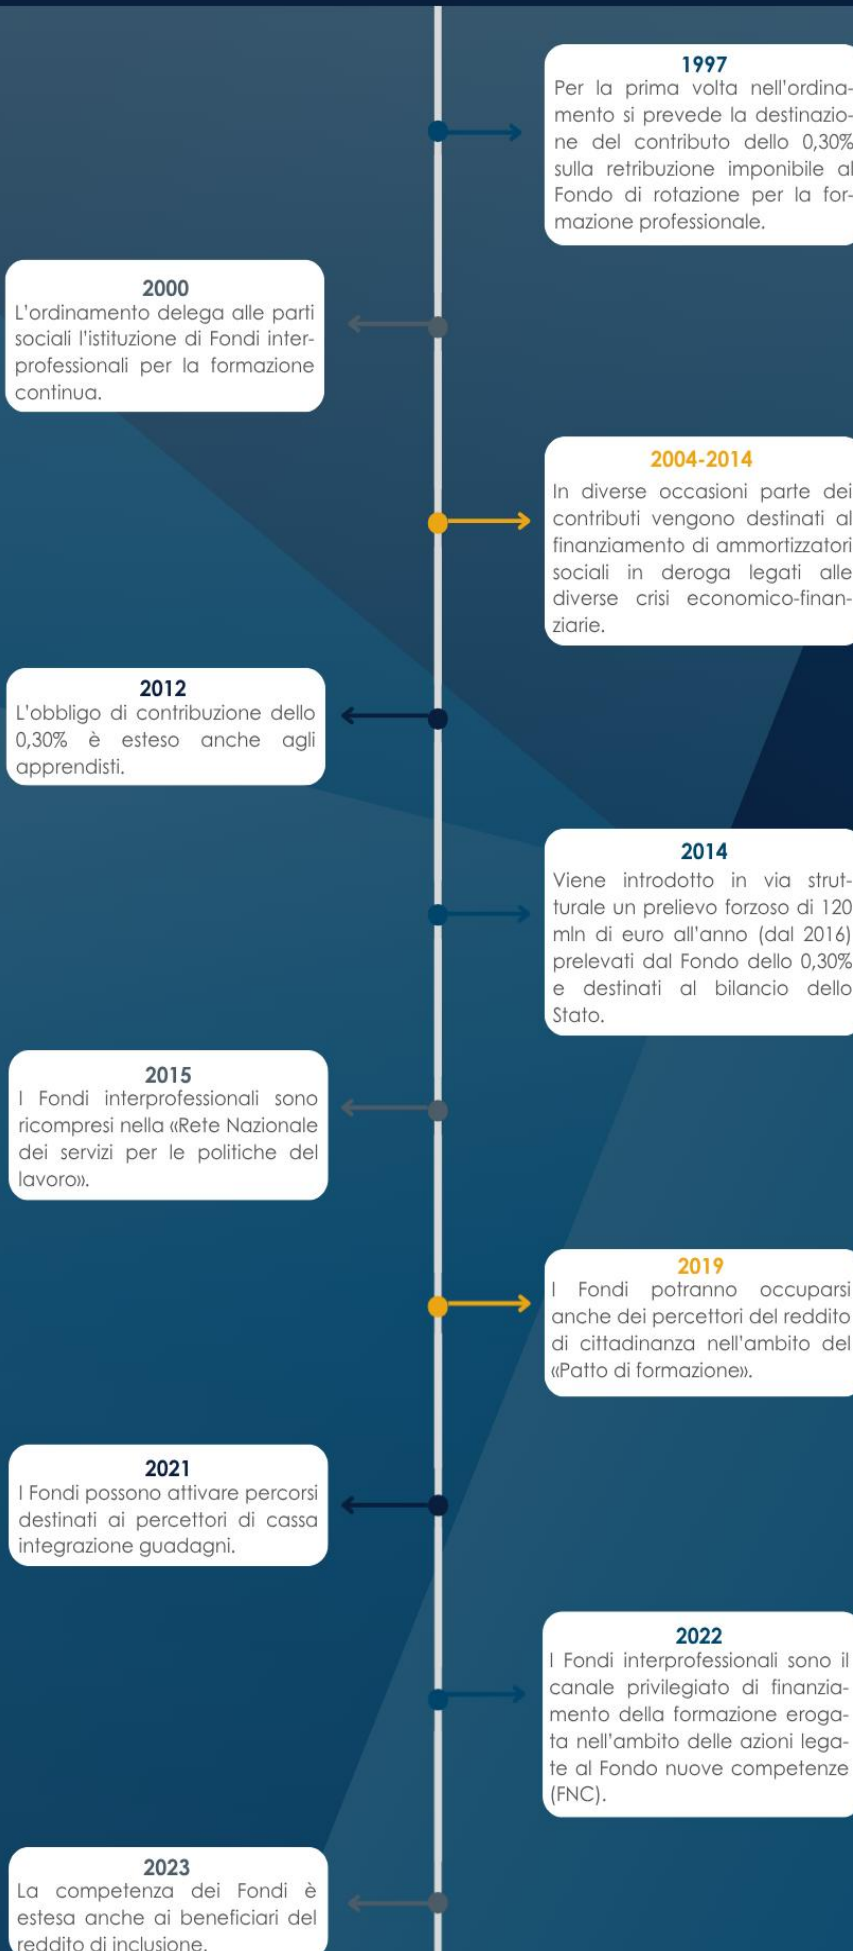 1997
Per la prima volta nell'ordina-
mento si prevede la destinazio-
ne del contributo dello 0,30%
sulla retribuzione imponibile al
Fondo di rotazione per la for-
mazione professionale.
2000
L'ordinamento delega alle parti
sociali l'istituzione di Fondi inter-
professionali per la formazione
continua.
2004-2014
In diverse occasioni parte dei
contributi vengono destinati al
finanziamento di ammortizzatori
sociali in deroga legati alle
diverse crisi economico-finan-
ziarie.
2012
L'obbligo di contribuzione dello
0,30% è esteso anche agli
apprendisti.
2014
Viene introdotto in via strut-
turale un prelievo forzoso di 120
mln di euro all'anno (dal 2016)
prelevati dal Fondo dello 0,30%
e destinati al bilancio dello
Stato.
2015
I Fondi interprofessionali sono
ricompresi nella «Rete Nazionale
dei servizi per le politiche del
lavoro».
2019
I Fondi potranno occuparsi
anche dei percettori del reddito
di cittadinanza nell'ambito del
«Patto di formazione».
2021
I Fondi possono attivare percorsi
destinati ai percettori di cassa
integrazione guadagni.
2022
I Fondi interprofessionali sono il
canale privilegiato di finanzia-
mento della formazione eroga-
ta nell'ambito delle azioni lega-
te al Fondo nuove competenze
(FNC).
2023
La competenza dei Fondi è
estesa anche ai beneficiari del
reddito di inclusione.